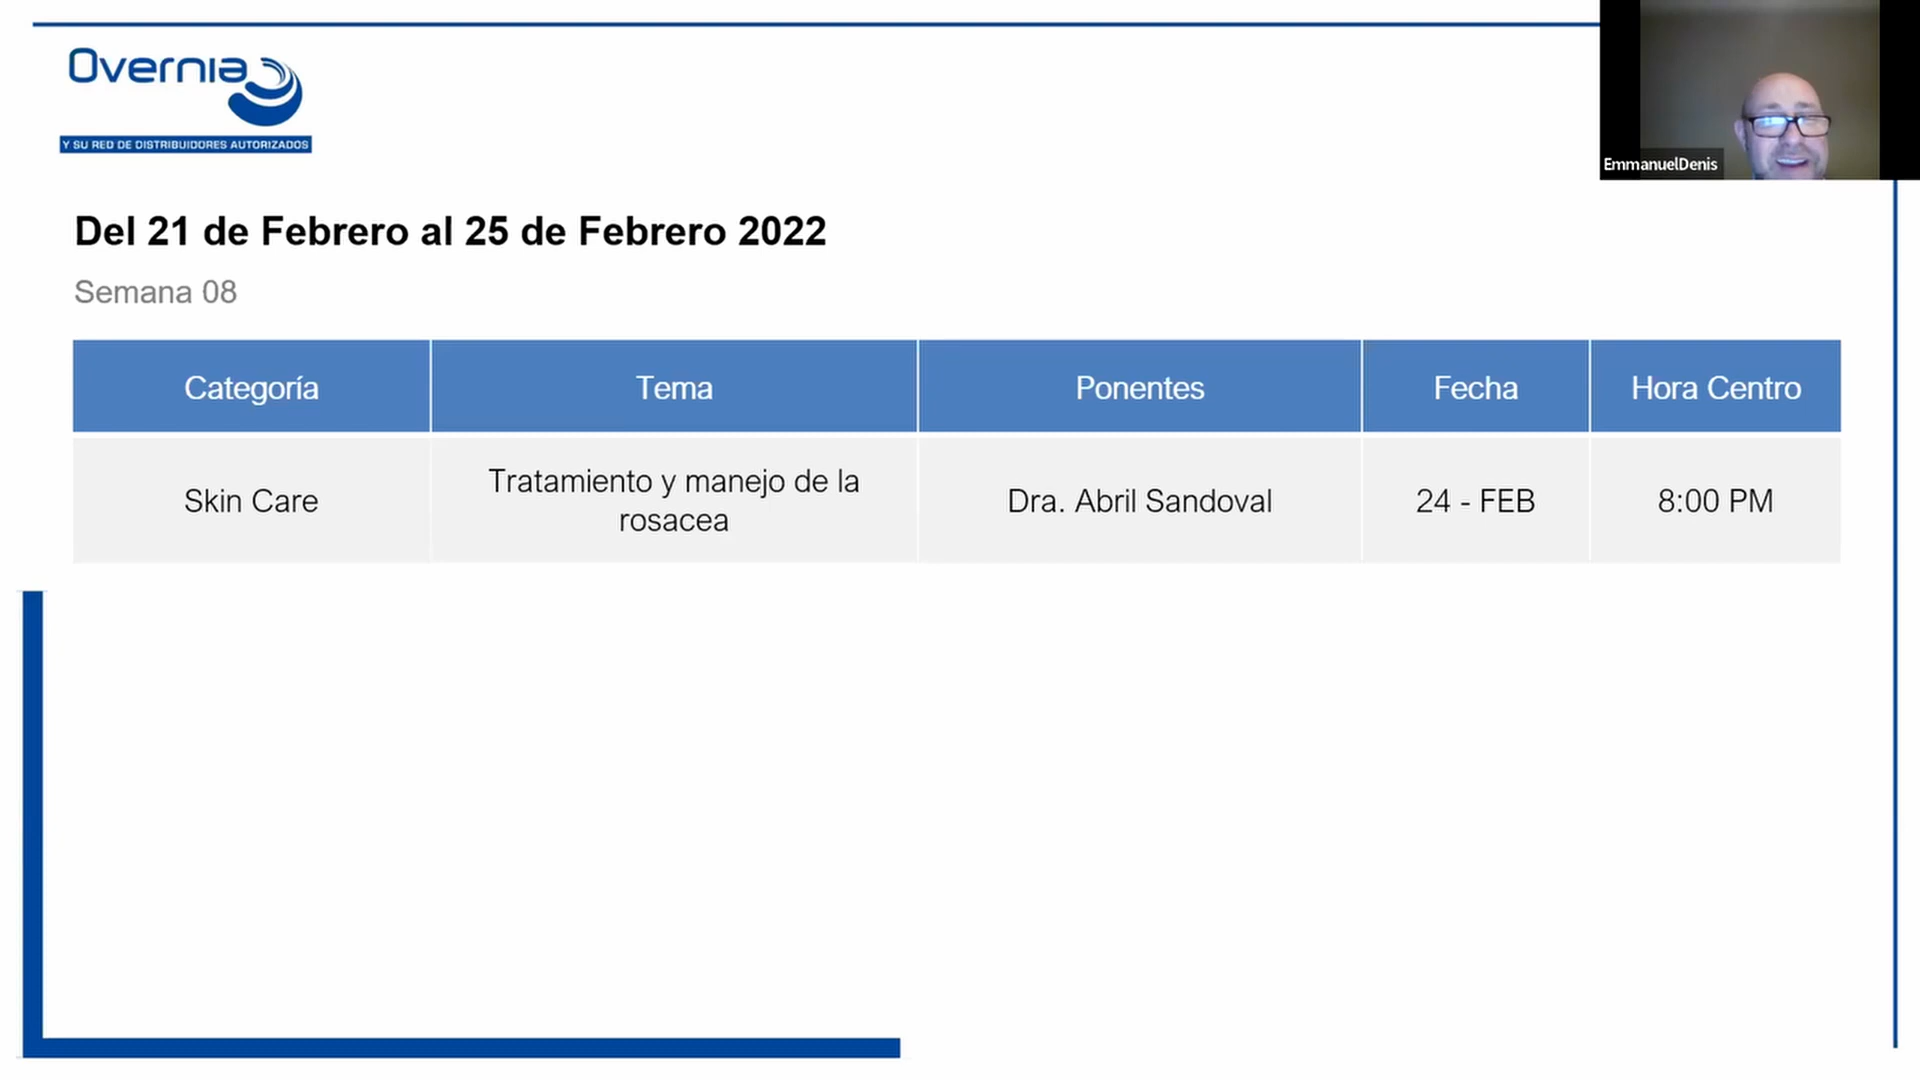 Overnia
Y SU RED DE DISTRIBUIDORES AUTORIZADOS
EmmanuelDenis
Del 21 de Febrero al 25 de Febrero 2022
Semana 08
Categoría
Tema
Ponentes
Fecha
Hora Centro
Skin Care
Tratamiento y manejo de la
rosacea
Dra. Abril Sandoval
24 - FEB
8:00 PM